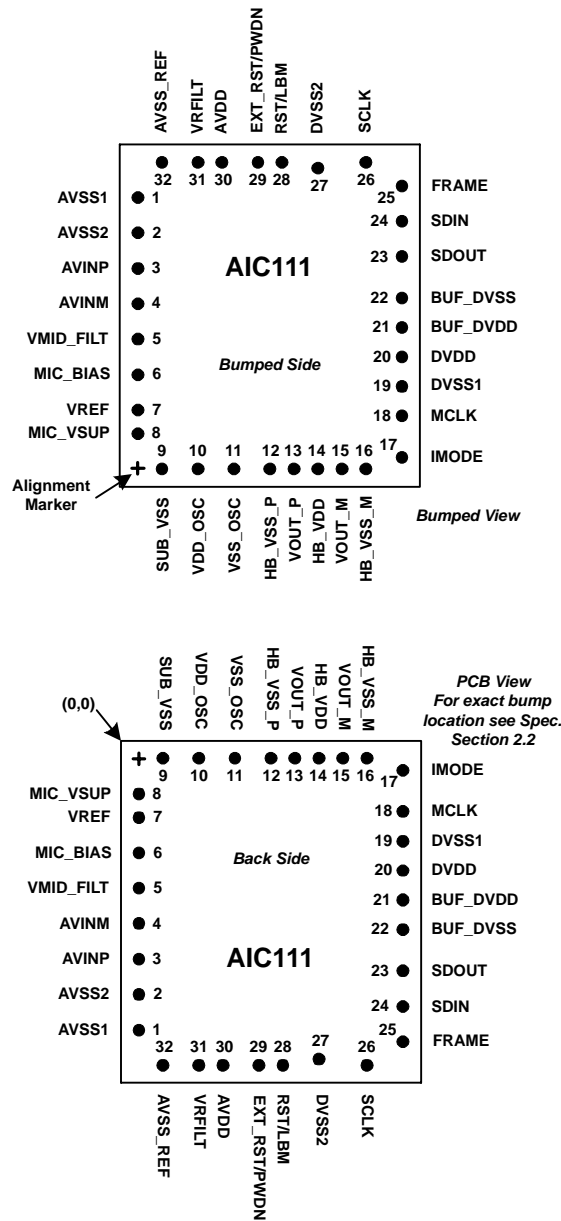 AVSS_REF
VRFILT
AVDD
EXT_RST/PWDN
RST/LBM
DVSS2
SCLK
32 31 30 29 28 27 26
AVSS1 1
25 FRAME
AVSS2 2
24 SDIN
AVINP 3
AIC111
23 SDOUT
AVINM 4
22 BUF_DVSS
VMID_FILT 5
21 BUF_DVDD
MIC_BIAS 6
Bumped Side
20 DVDD
19 DVSS1
VREF 7
18 MCLK
MIC_VSUP 8
17 IMODE
9 10 11 12 13 14 15 16
+
Alignment
Marker
SUB_VSS
VDD_OSC
VSS_OSC
HB_VSS_P
VOUT_P
HB_VDD
VOUT_M
HB_VSS_M
Bumped View
SUB_VSS
VDD_OSC
VSS_OSC
HB_VSS_P
VOUT_P
HB_VDD
VOUT_M
HB_VSS_M
PCB View
For exact bump
location see Spec.
Section 2.2
(0,0)
+
9 10 11 12 13 14 15 16
17 IMODE
MIC_VSUP 8
18 MCLK
VREF 7
19 DVSS1
MIC_BIAS 6
Back Side
20 DVDD
VMID_FILT 5
21 BUF_DVDD
AVINM 4
22 BUF_DVSS
AVINP 3
AIC111
23 SDOUT
AVSS2 2
24 SDIN
AVSS1 1
25 FRAME
32 31 30 29 28 27 26
AVSS_REF
VRFILT
AVDD
EXT_RST/PWDN
RST/LBM
DVSS2
SCLK